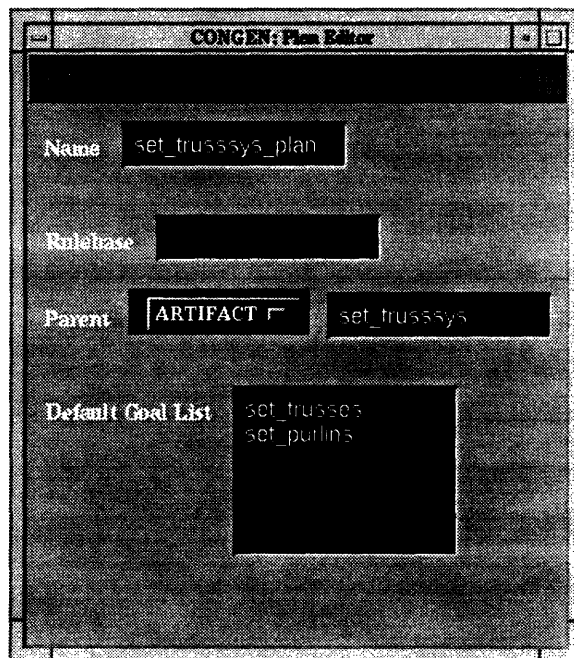 CONGEN: Plan Editor
Name set_trusssys_plan
Rulebase
Parent ARTIFACT set_trusssys
Default Goal List set_trusses
set_purlins